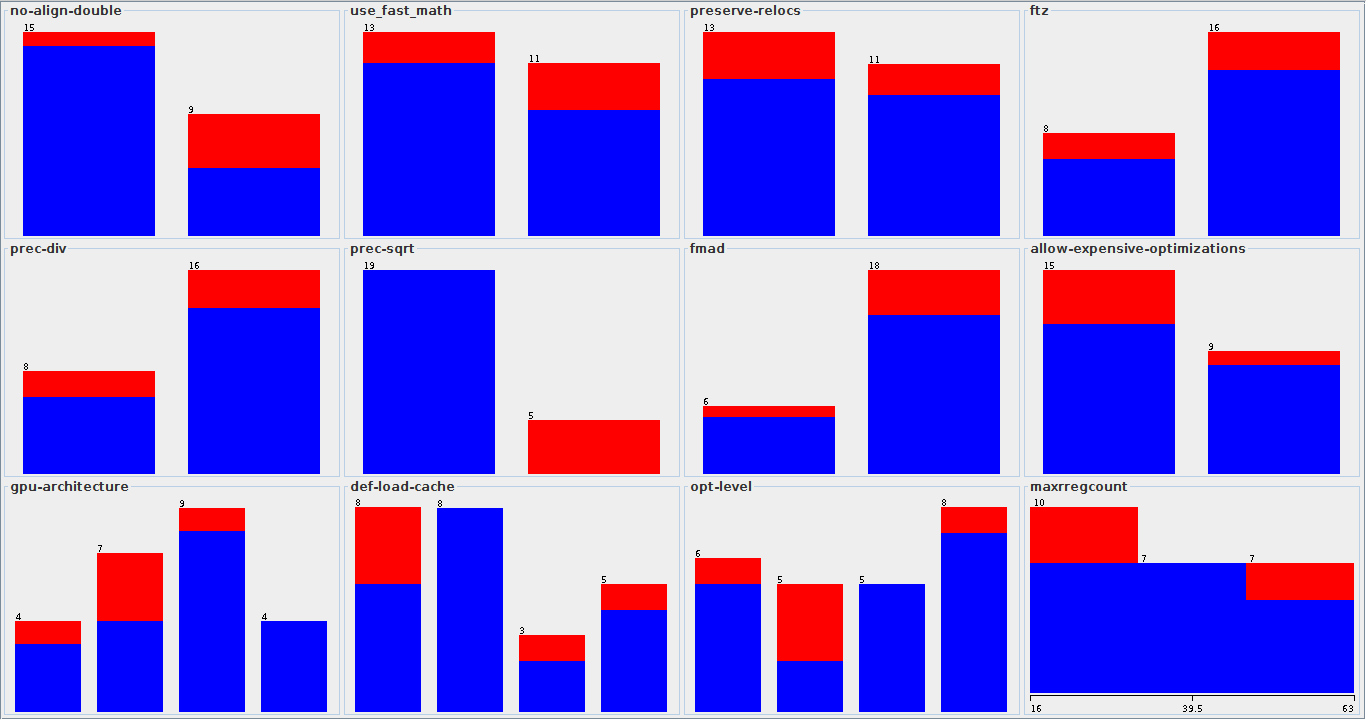 no-align-double
15
9
use_fast_math
13
11
preserve-relocs
13
11
ftz
8
16
prec-div
8
16
prec-sqrt
19
5
fmad
6
18
allow-expensive-optimizations
15
9
gpu-architecture
4
7
9
4
def-load-cache
8
8
3
5
opt-level
6
5
5
8
maxrregcount
10
7
7
16
39.5
63